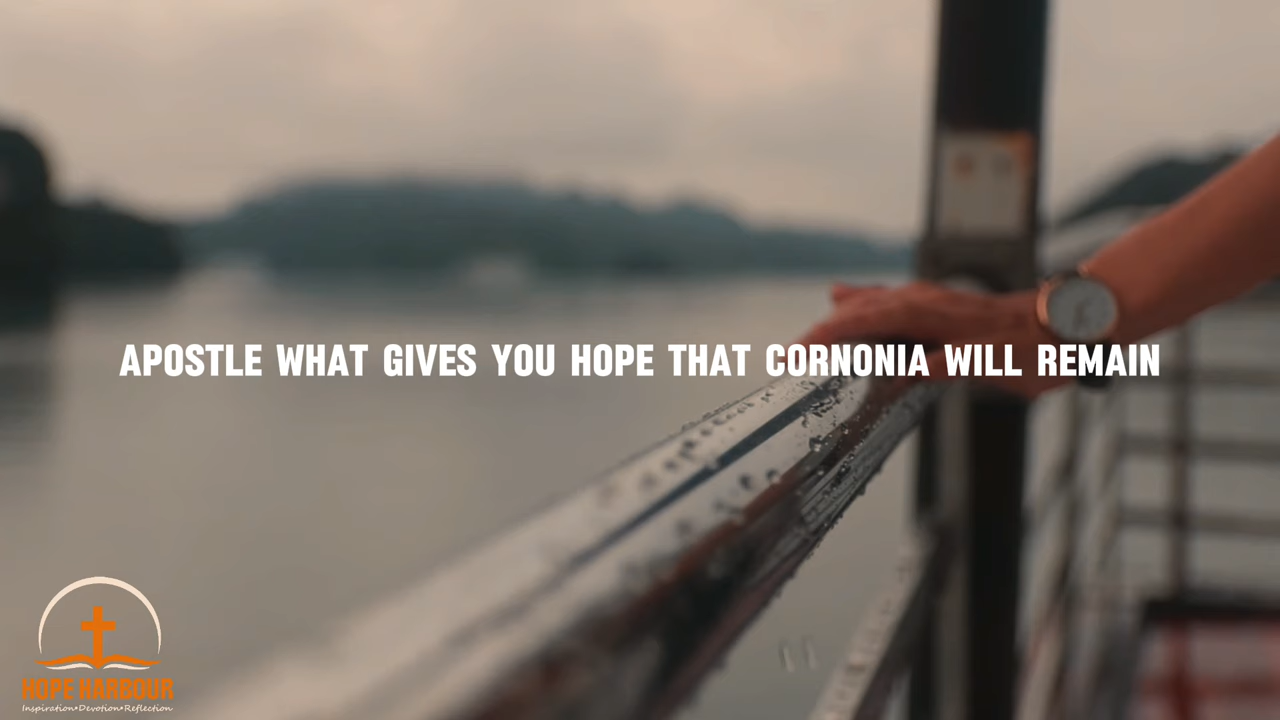 APOSTLE WHAT GIVES YOU HOPE THAT CORNONIA WILL REMAIN
HOPE HARBOUR
Inspiration•Devotion•Reflection